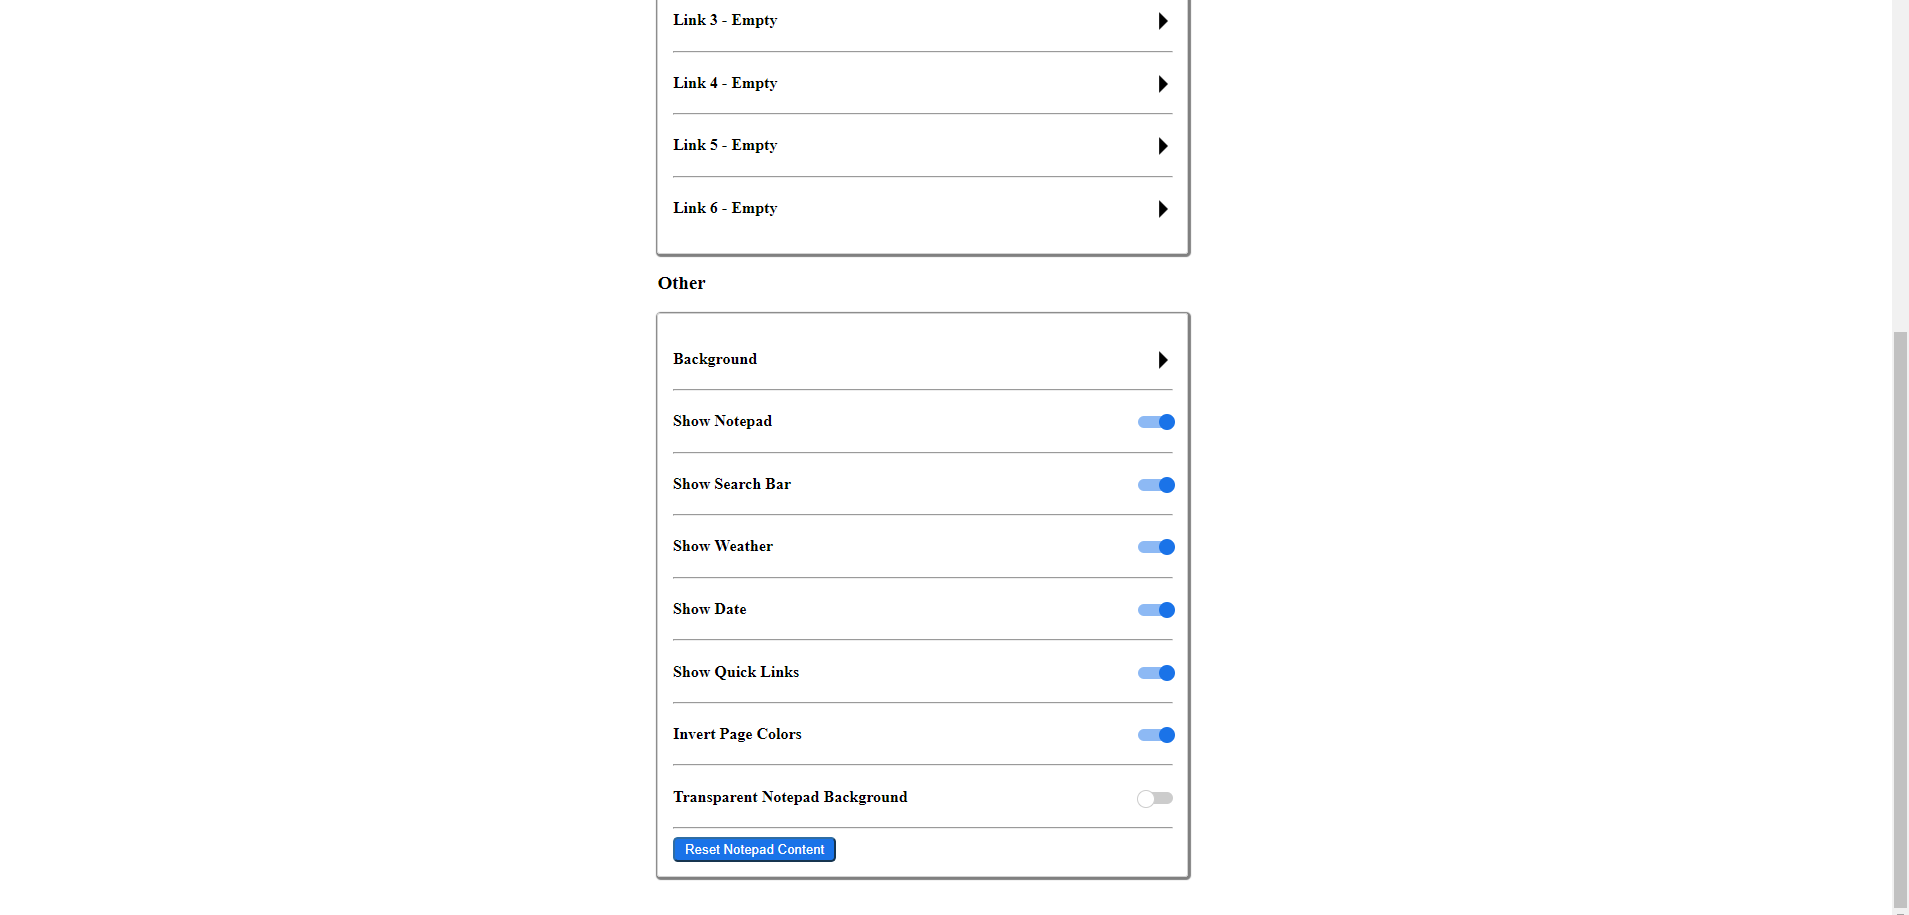 Link 3 - Empty
Link 4 - Empty
Link 5 - Empty
Link 6 - Empty
Other
Background
Show Notepad
Show Search Bar
Show Weather
Show Date
Show Quick Links
Invert Page Colors
Transparent Notepad Background
Reset Notepad Content